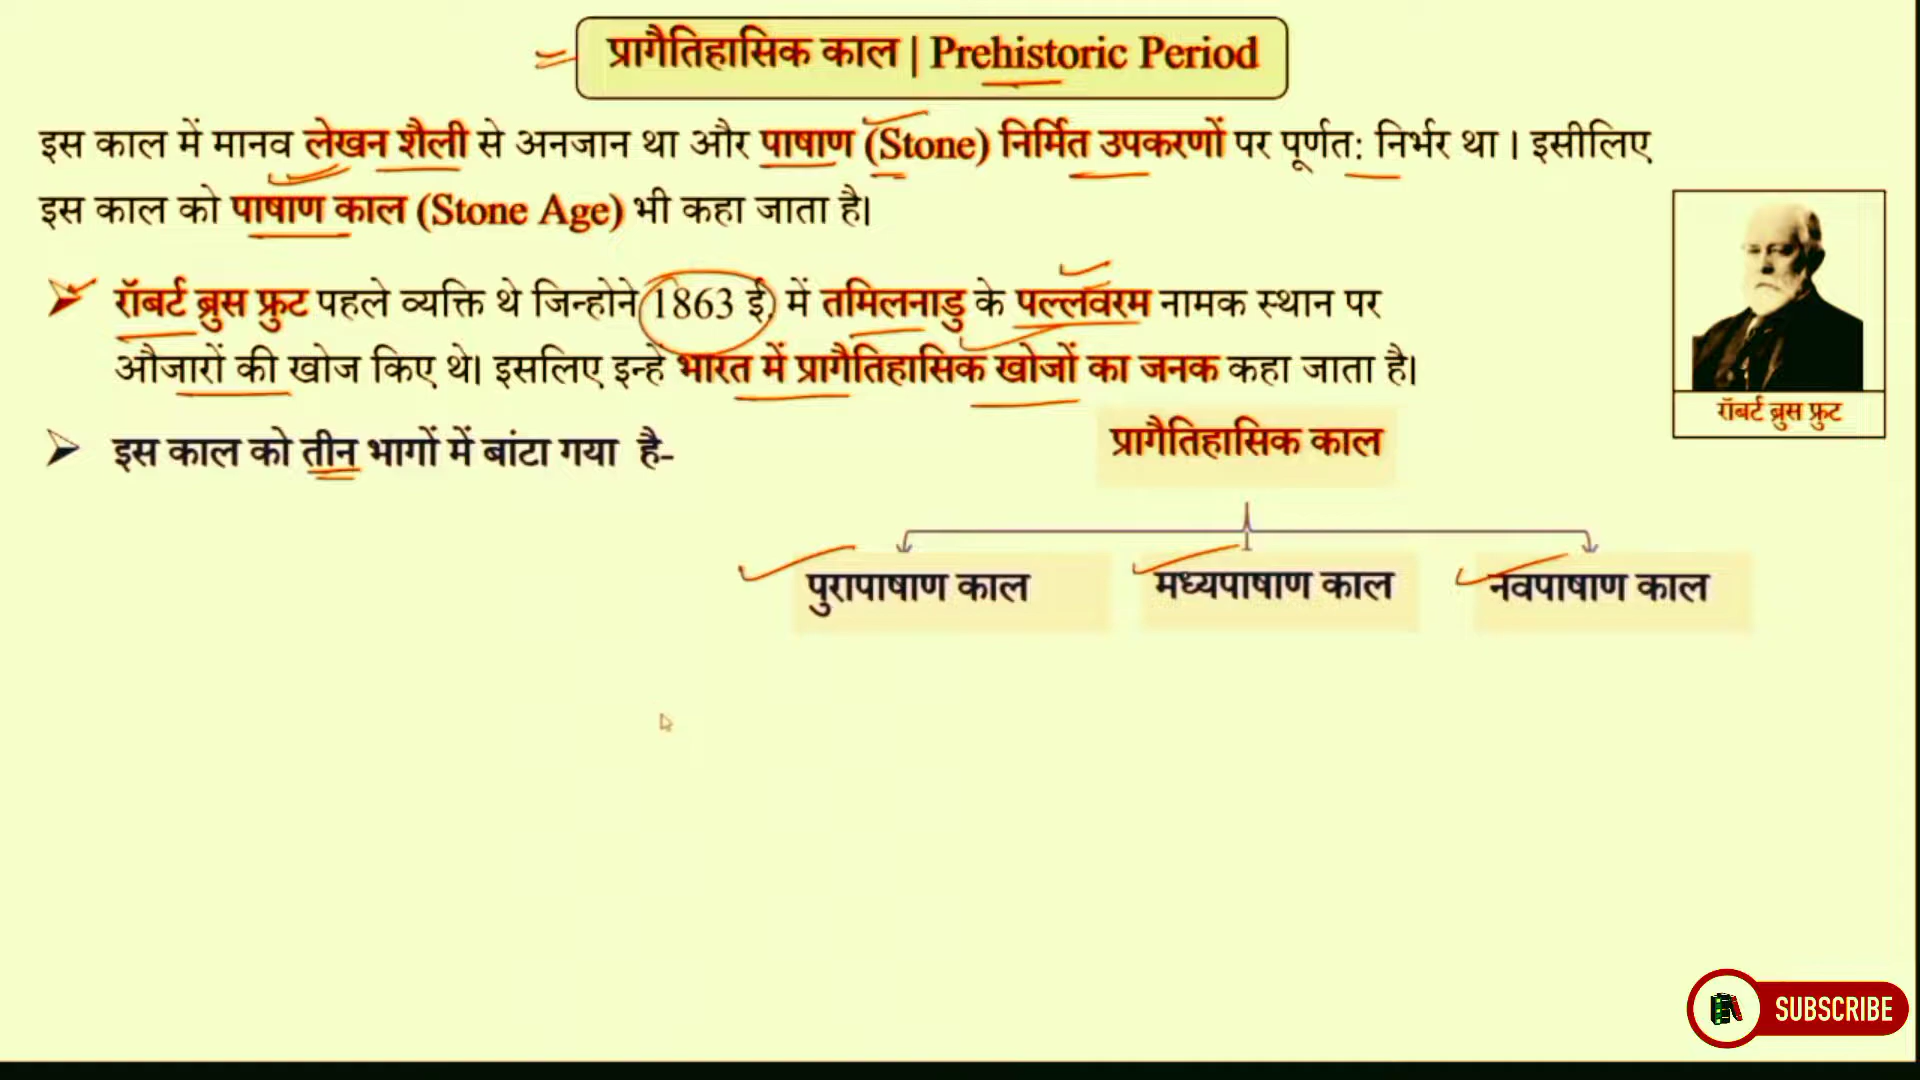 प्रागैतिहासिक काल | Prehistoric Period
इस काल में मानव लेखन शैली से अनजान था और पाषाण (Stone) निर्मित उपकरणों पर पूर्णत: निर्भर था । इसीलिए
इस काल को पाषाण काल (Stone Age) भी कहा जाता है।
रॉबर्ट ब्रुस फ्रुट पहले व्यक्ति थे जिन्होने 1863 ई. में तमिलनाडु के पल्लवरम नामक स्थान पर
औजारों की खोज किए थे। इसलिए इन्हे भारत में प्रागैतिहासिक खोजों का जनक कहा जाता है।
रॉबर्ट ब्रुस फ्रुट
इस काल को तीन भागों में बांटा गया है-
प्रागैतिहासिक काल
पुरापाषाण काल मध्यपाषाण काल नवपाषाण काल
SUBSCRIBE